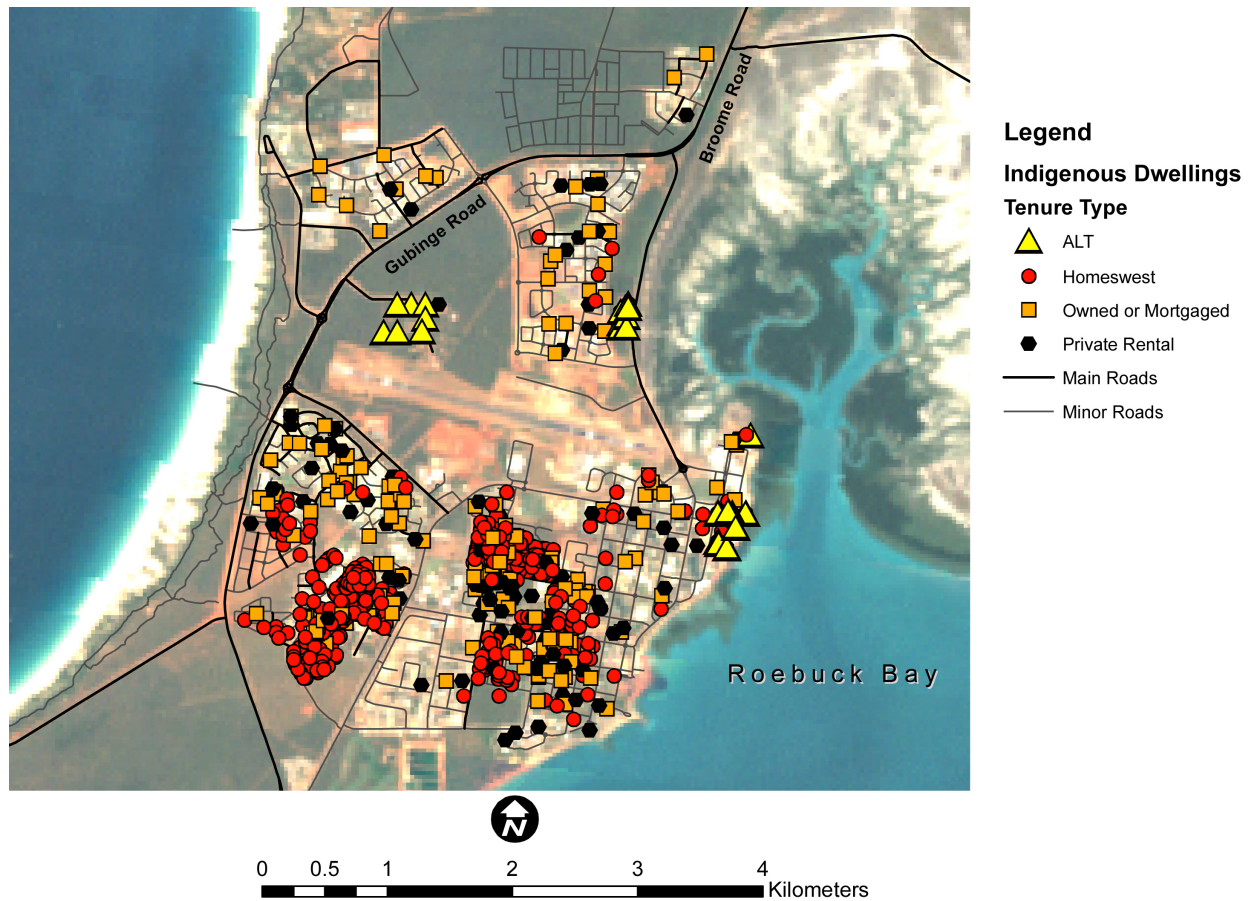 Broome Road
Gubinge Road
Roebuck Bay
Legend
Indigenous Dwellings
Tenure Type
ALT
Homeswest
Owned or Mortgaged
Private Rental
Main Roads
Minor Roads
N
0 0.5 1 2 3 4
Kilometers